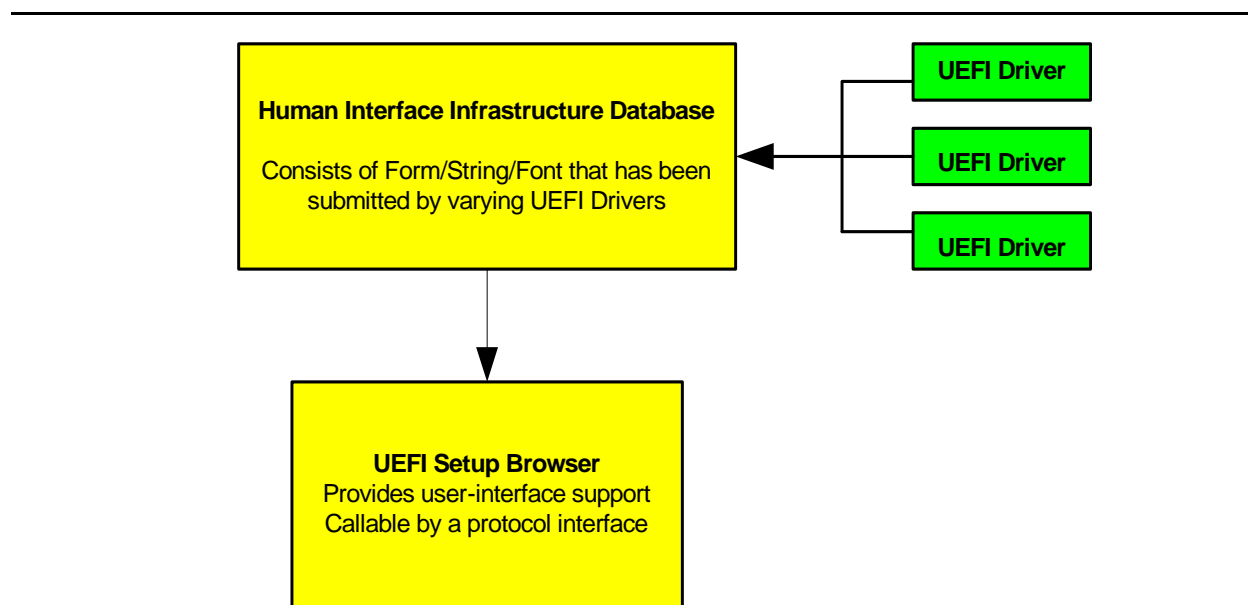 Human Interface Infrastructure Database
Consists of Form/String/Font that has been
submitted by varying UEFI Drivers
UEFI Driver
UEFI Driver
UEFI Driver
UEFI Setup Browser
Provides user-interface support
Callable by a protocol interface